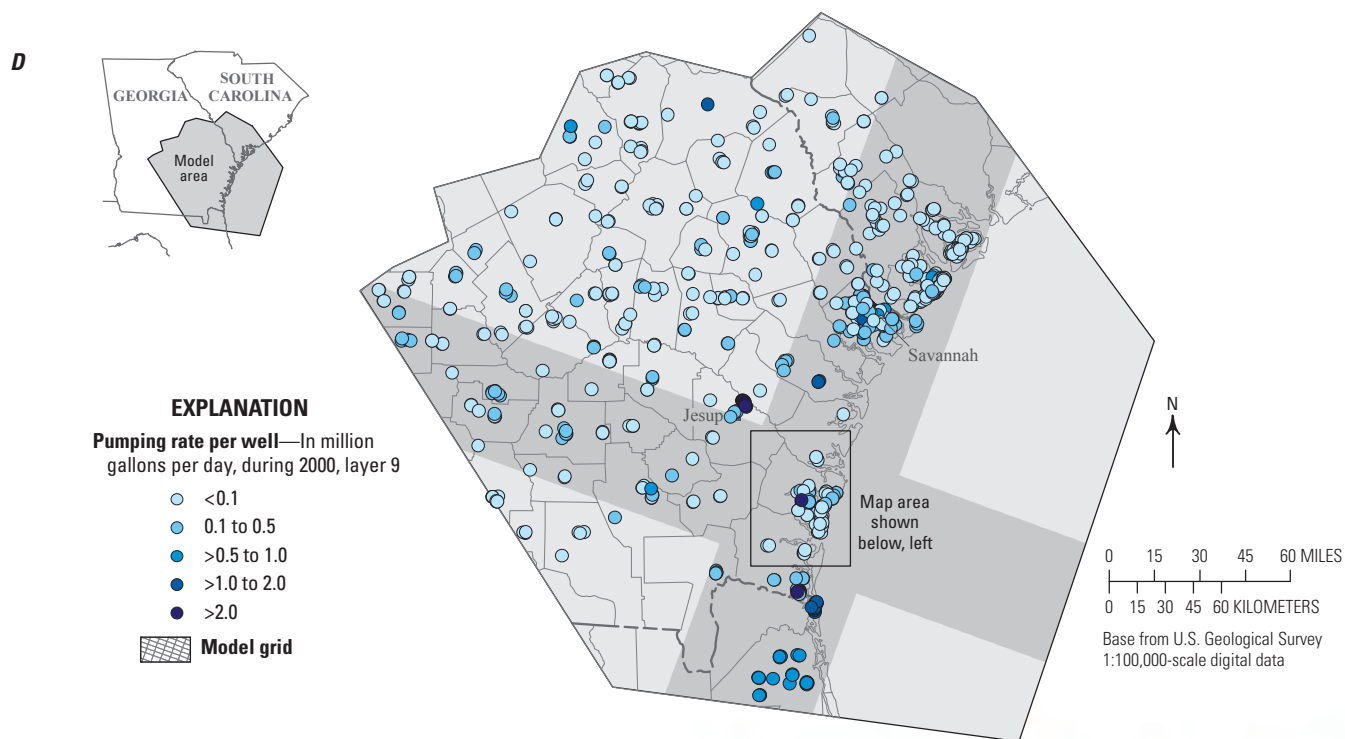 D
GEORGIA
SOUTH
CAROLINA
Model
area
EXPLANATION
Pumping rate per well—In million
gallons per day, during 2000, layer 9
<0.1
0.1 to 0.5
>0.5 to 1.0
>1.0 to 2.0
>2.0
Model grid
Savannah
Jesup
Map area
shown
below, left
N
0 15 30 45 60 MILES
0 15 30 45 60 KILOMETERS
Base from U.S. Geological Survey
1:100,000-scale digital data